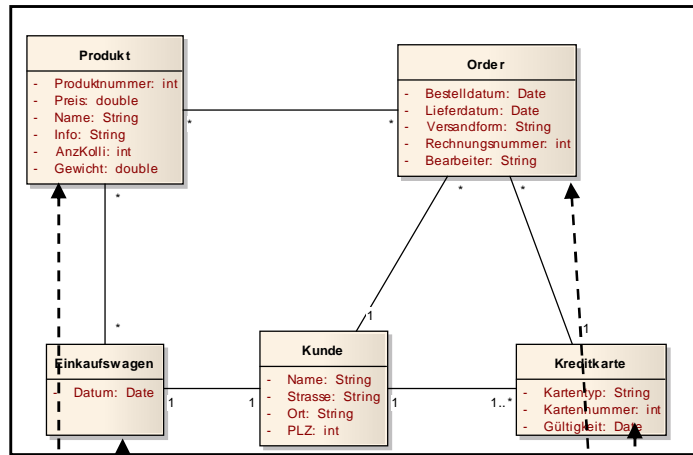 Produkt
- Produktnummer: int
- Preis: double
- Name: String
- Info: String
- AnzKolli: int
- Gewicht: double
Order
- Bestelldatum: Date
- Lieferdatum: Date
- Versandform: String
- Rechnungsnummer: int
- Bearbeiter: String
*
*
*
*
*
*
1
1
Einkaufswagen
- Datum: Date
1
1
Kunde
- Name: String
- Strasse: String
- Ort: String
- PLZ: int
1
1..*
Kreditkarte
- Kartentyp: String
- Kartennummer: int
- Gültigkeit: Date